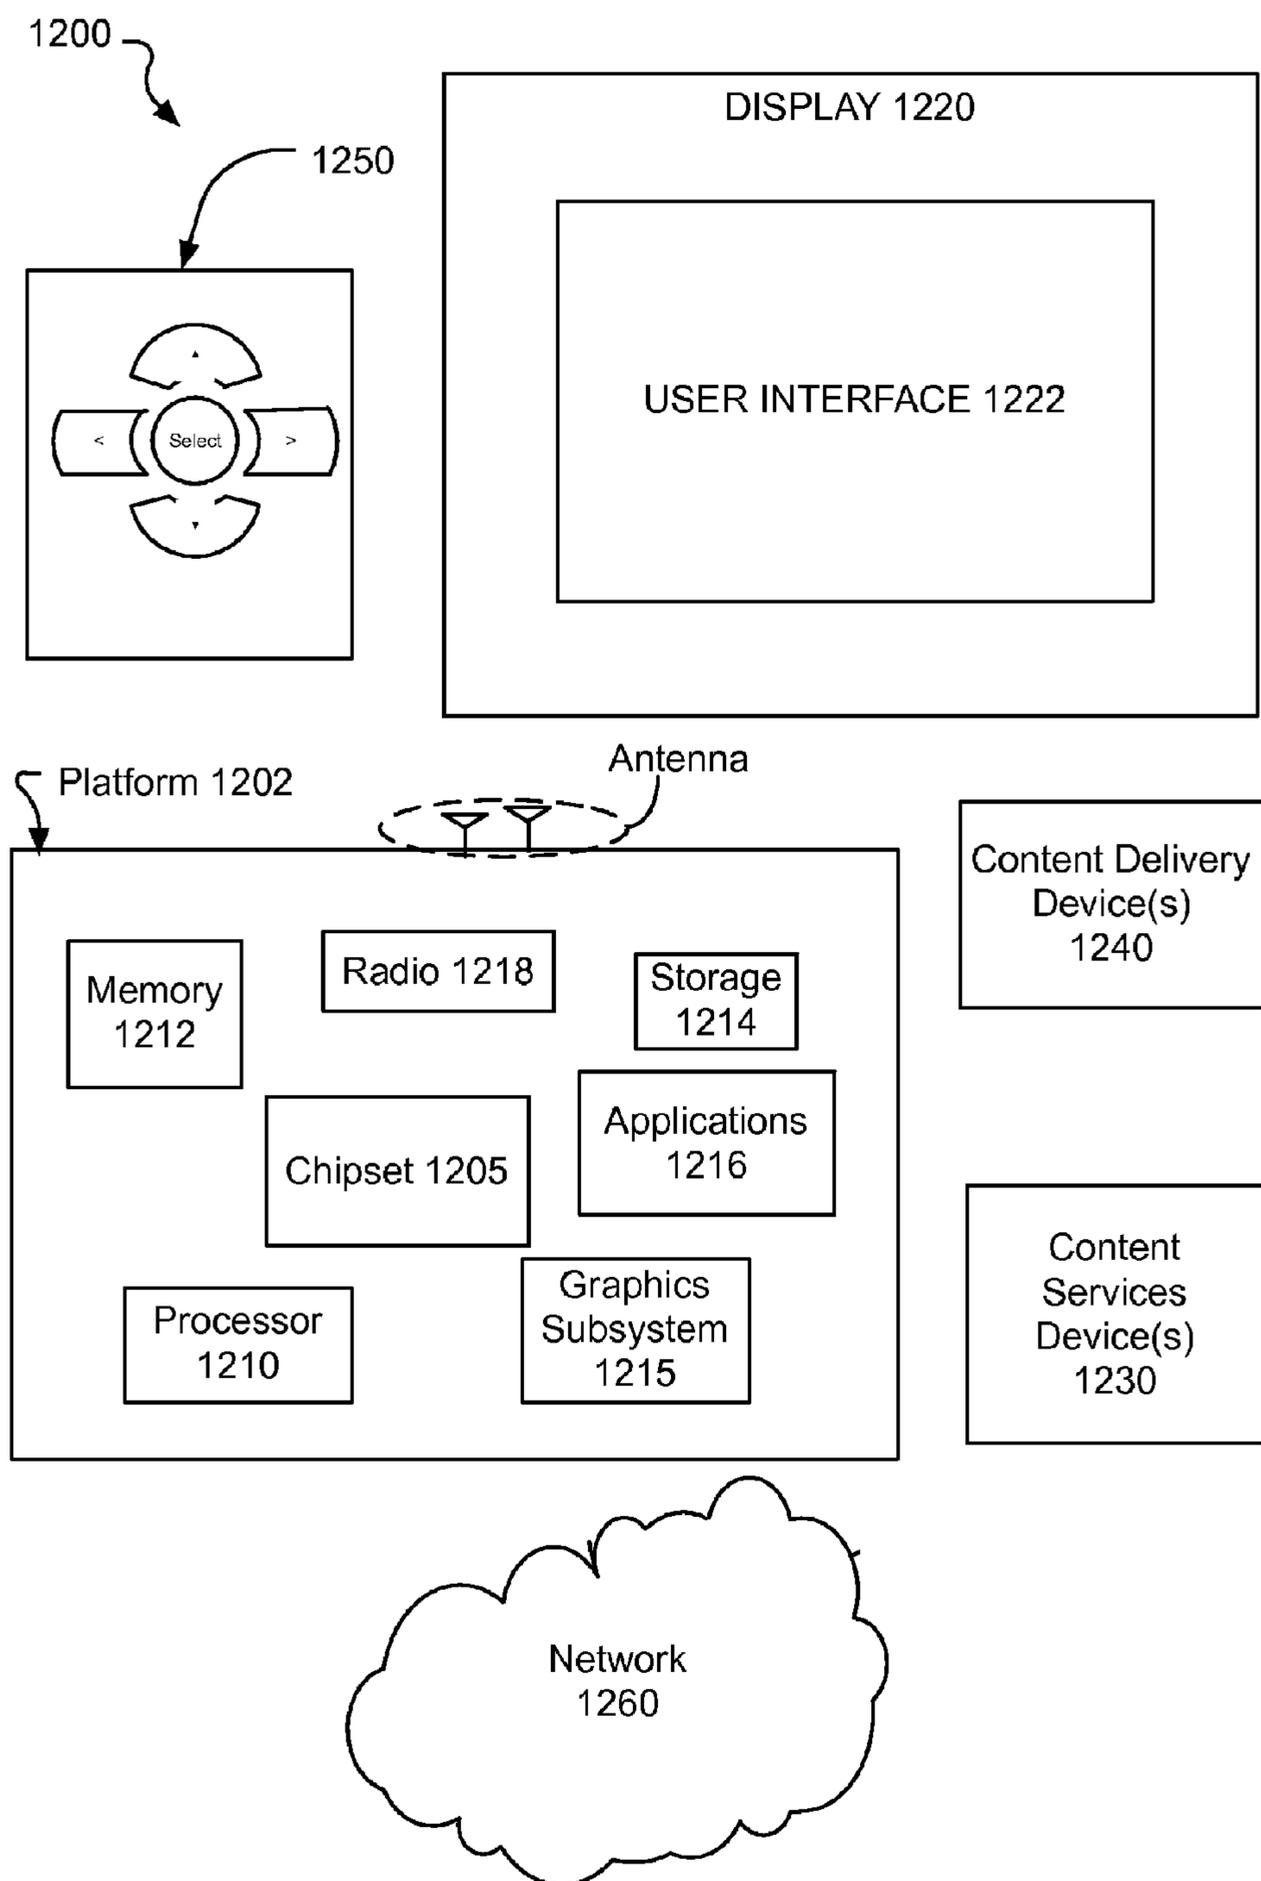 1200
1250
DISPLAY 1220
USER INTERFACE 1222
▲
<
Select
>
▼
Platform 1202
Antenna
Memory
1212
Radio 1218
Storage
1214
Chipset 1205
Applications
1216
Processor
1210
Graphics
Subsystem
1215
Content Delivery
Device(s)
1240
Content
Services
Device(s)
1230
Network
1260